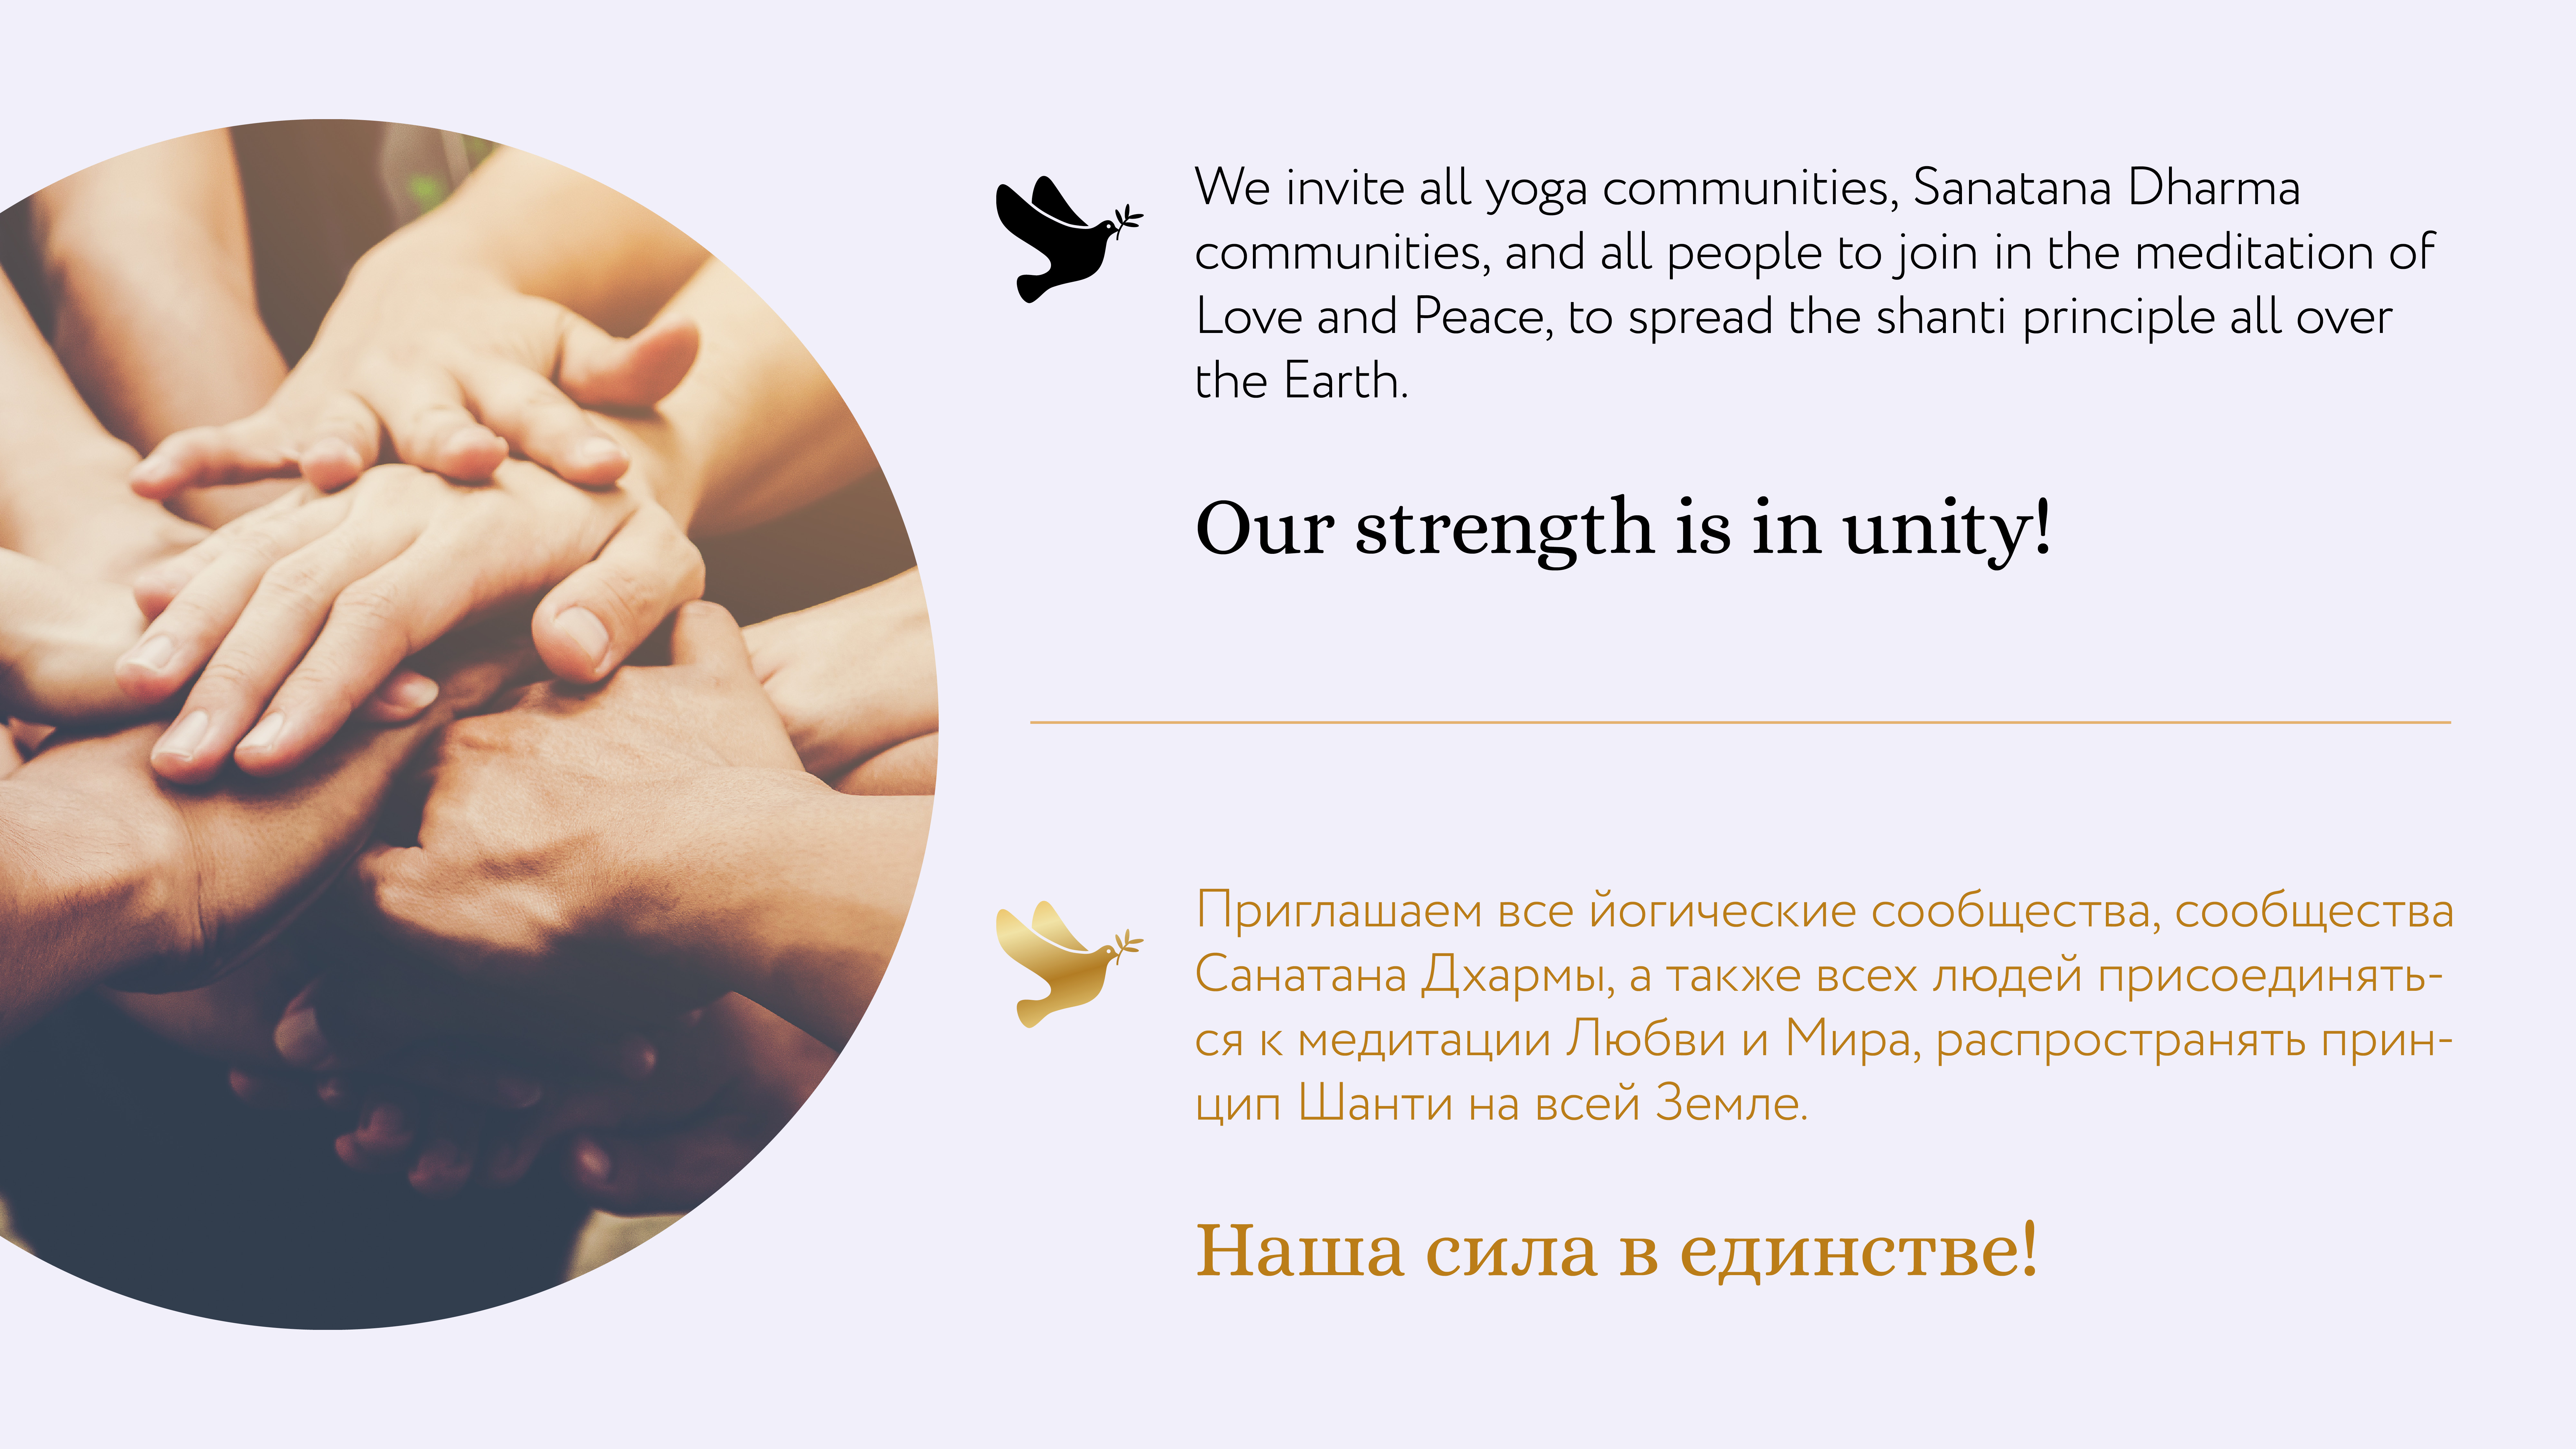 We invite all yoga communities, Sanatana Dharma
communities, and all people to join in the meditation of
Love and Peace, to spread the shanti principle all over
the Earth.
Our strength is in unity!
Приглашаем все йогические сообщества, сообщества
Санатана Дхармы, а также всех людей присоединять-
ся к медитации Любви и Мира, распространять прин-
цип Шанти на всей Земле.
Наша сила в единстве!